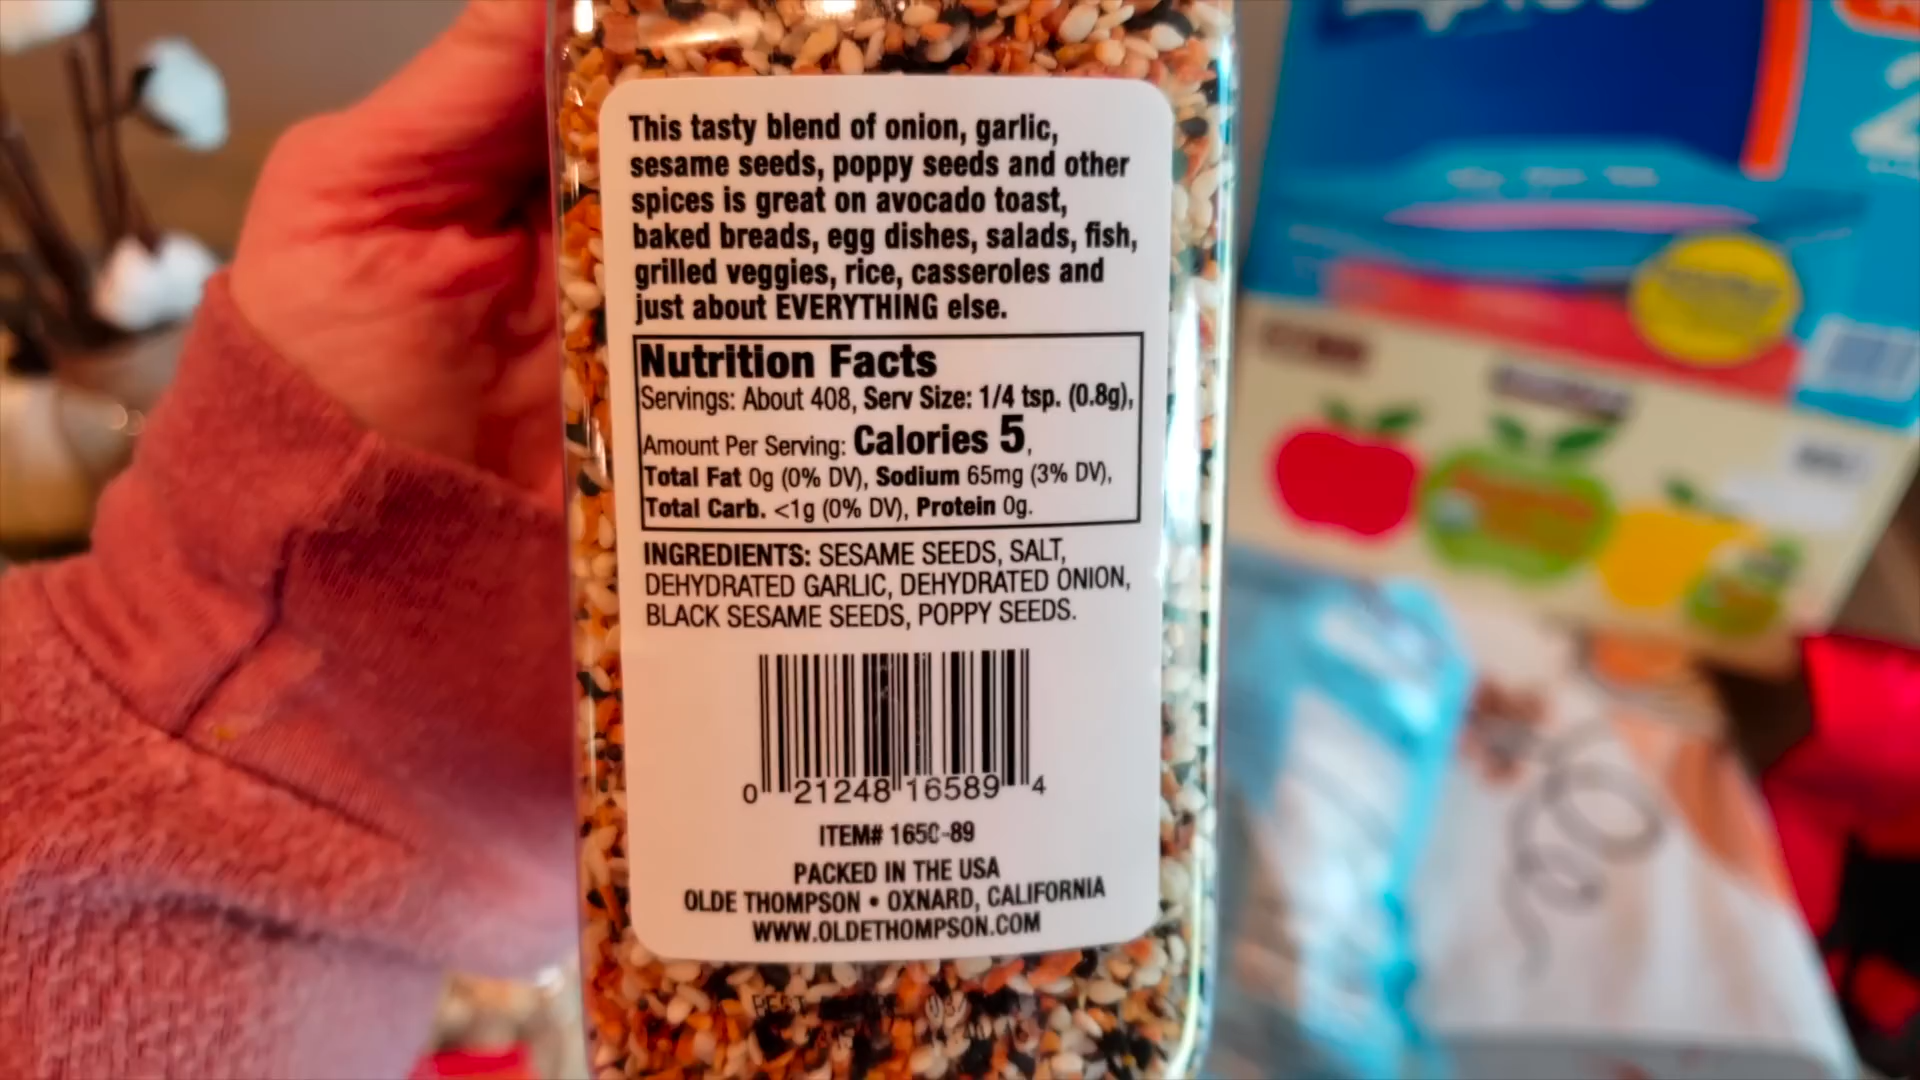 This tasty blend of onion, garlic,
sesame seeds, poppy seeds and other
spices is great on avocado toast,
baked breads, egg dishes, salads, fish,
grilled veggies, rice, casseroles and
just about EVERYTHING else.
Nutrition Facts
Servings: About 408, Serv Size: 1/4 tsp. (0.8g),
Amount Per Serving: Calories 5,
Total Fat 0g (0% DV), Sodium 65mg (3% DV),
Total Carb. <1g (0% DV), Protein 0g.
INGREDIENTS: SESAME SEEDS, SALT,
DEHYDRATED GARLIC, DEHYDRATED ONION,
BLACK SESAME SEEDS, POPPY SEEDS.
0 21248 16589 4
ITEM# 1650-89
PACKED IN THE USA
OLDE THOMPSON • OXNARD, CALIFORNIA
WWW.OLDETHOMPSON.COM
BEST